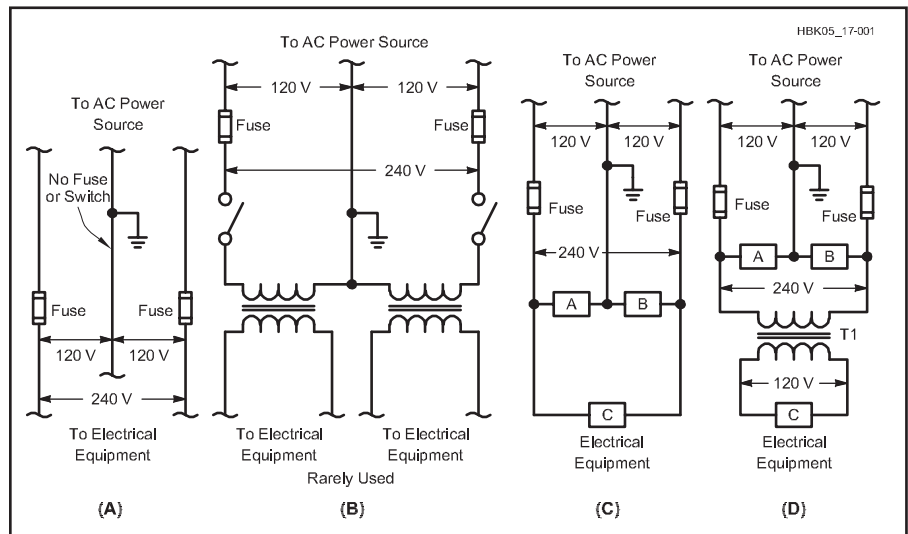 HBK05_17-001
To AC Power
Source
No Fuse
or Switch
Fuse
Fuse
120 V
120 V
240 V
To Electrical
Equipment
(A)
To AC Power Source
120 V
120 V
Fuse
Fuse
240 V
To Electrical
Equipment
To Electrical
Equipment
Rarely Used
(B)
To AC Power
Source
120 V
120 V
Fuse
Fuse
240 V
A
B
C
Electrical
Equipment
(C)
To AC Power
Source
120 V
120 V
Fuse
Fuse
A
B
240 V
T1
120 V
C
Electrical
Equipment
(D)